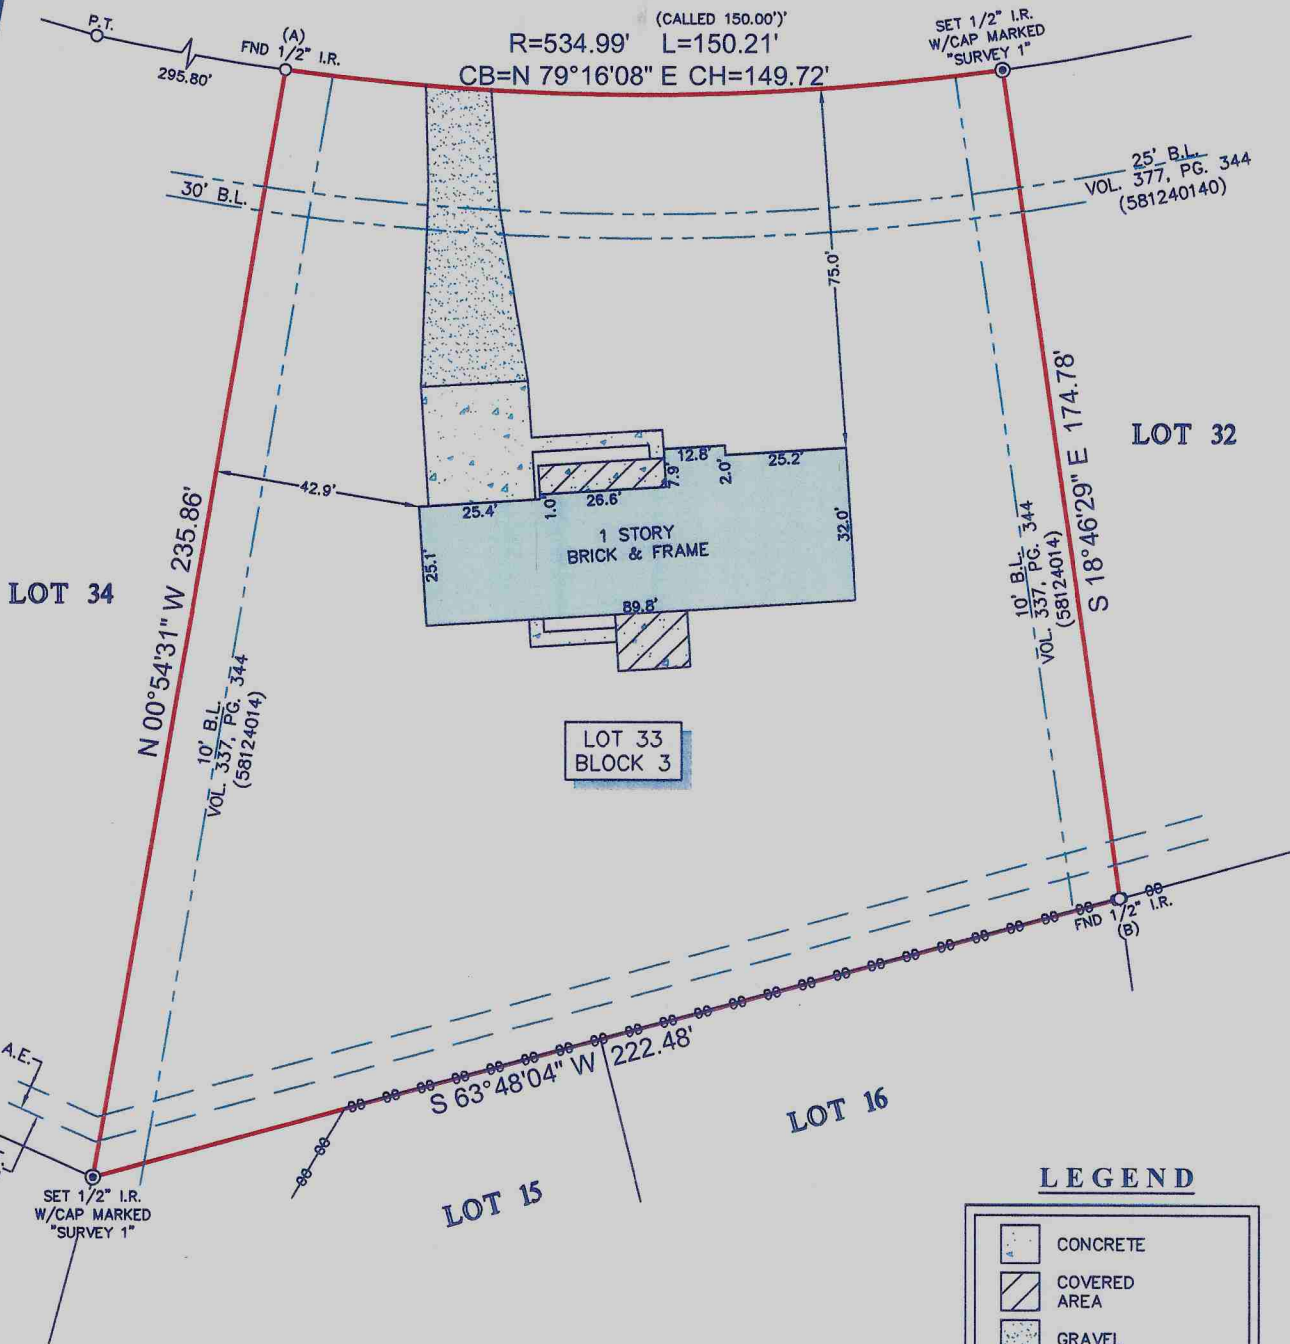 P.T.
295.80'
(A)
FND 1/2" I.R.
(CALLED 150.00')'
R=534.99' L=150.21'
CB=N 79°16'08" E CH=149.72'
SET 1/2" I.R.
W/CAP MARKED
"SURVEY 1"
30' B.L.
25' B.L.
VOL. 377, PG. 344
(581240140)
75.0'
LOT 32
S 18°46'29" E 174.78'
10' B.L.
VOL. 337, PG. 344
(58124014)
42.9'
25.4'
1.0'
26.6'
7.9'
12.8'
2.0'
25.2'
32.0'
25.1'
1 STORY
BRICK & FRAME
89.8'
LOT 34
N 00°54'31" W 235.86'
10' B.L.
VOL. 337, PG. 344
(58124014)
LOT 33
BLOCK 3
FND 1/2" I.R.
(B)
S 63°48'04" W 222.48'
A.E.
SET 1/2" I.R.
W/CAP MARKED
"SURVEY 1"
LOT 15
LOT 16
LEGEND
CONCRETE
COVERED
AREA
GRAVEL